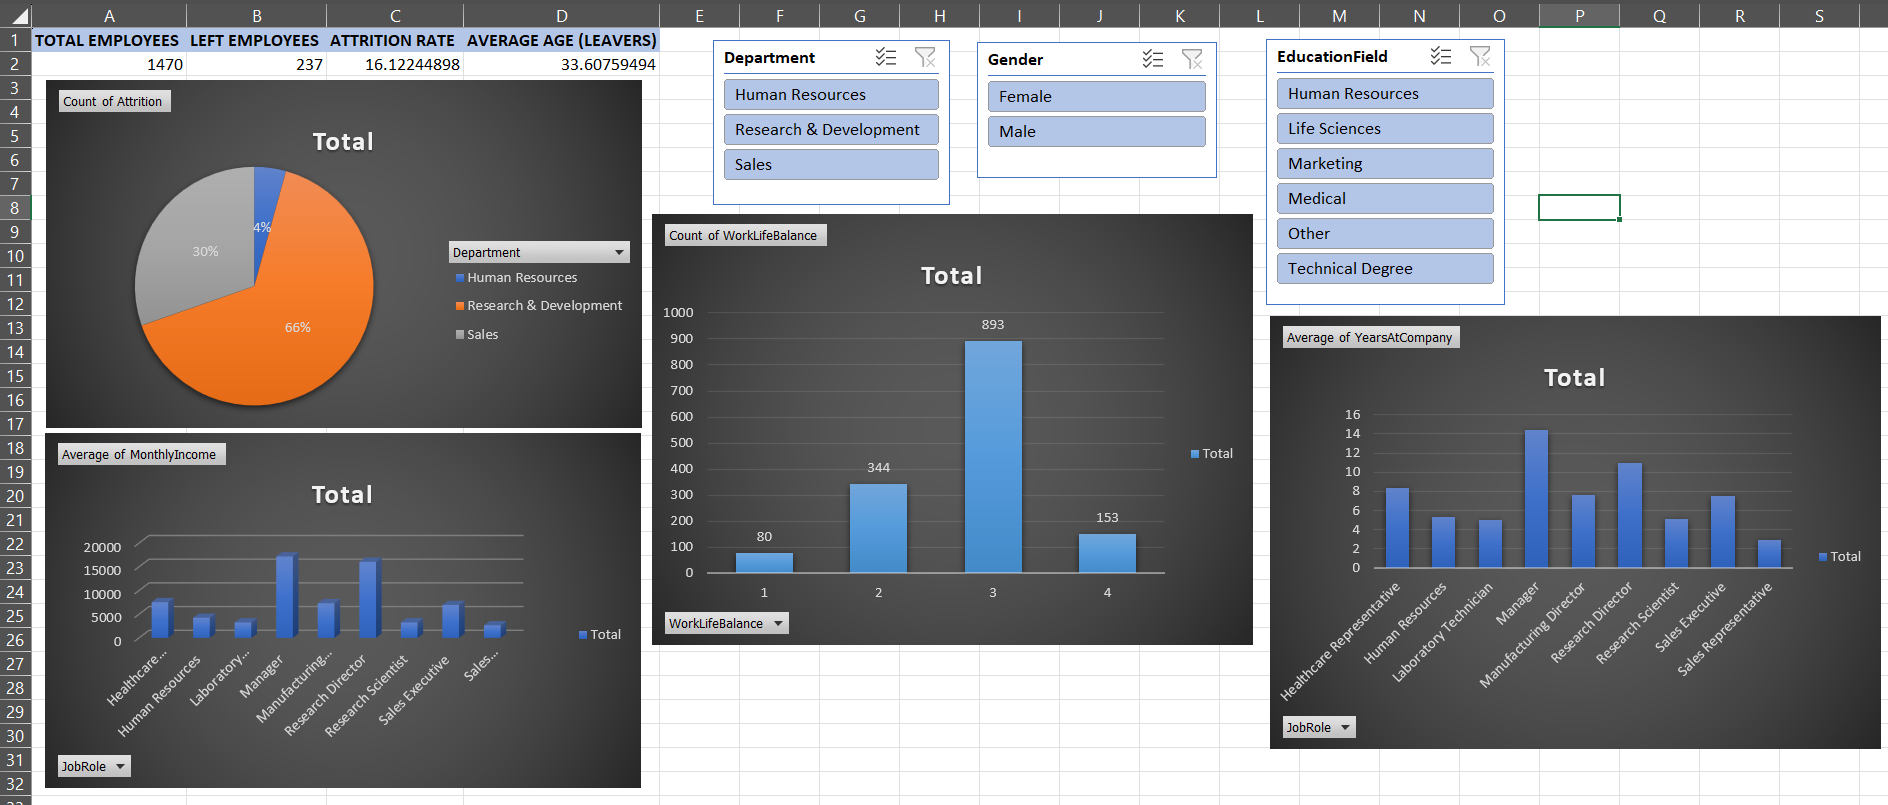 A B C D E F G H I J K L M N O P Q R S
1 TOTAL EMPLOYEES LEFT EMPLOYEES ATTRITION RATE AVERAGE AGE (LEAVERS)
2 1470 237 16.12244898 33.60759494
3
4
5
6
7
8
9
10
11
12
13
14
15
16
17
18
19
20
21
22
23
24
25
26
27
28
29
30
31
32
Department
Human Resources
Research & Development
Sales
Gender
Female
Male
EducationField
Human Resources
Life Sciences
Marketing
Medical
Other
Technical Degree
Count of Attrition
Total
4%
30%
66%
Department
Human Resources
Research & Development
Sales
Count of WorkLifeBalance
Total
1000
900
800
700
600
500
400
300
200
100
0
80
344
893
153
1 2 3 4
Total
WorkLifeBalance
Average of YearsAtCompany
Total
16
14
12
10
8
6
4
2
0
Healthcare Representative
Human Resources
Laboratory Technician
Manager
Manufacturing Director
Research Director
Research Scientist
Sales Executive
Sales Representative
Total
JobRole
Average of MonthlyIncome
Total
20000
15000
10000
5000
0
Healthcare...
Human Resources
Laboratory...
Manager
Manufacturing...
Research Director
Research Scientist
Sales Executive
Sales...
Total
JobRole